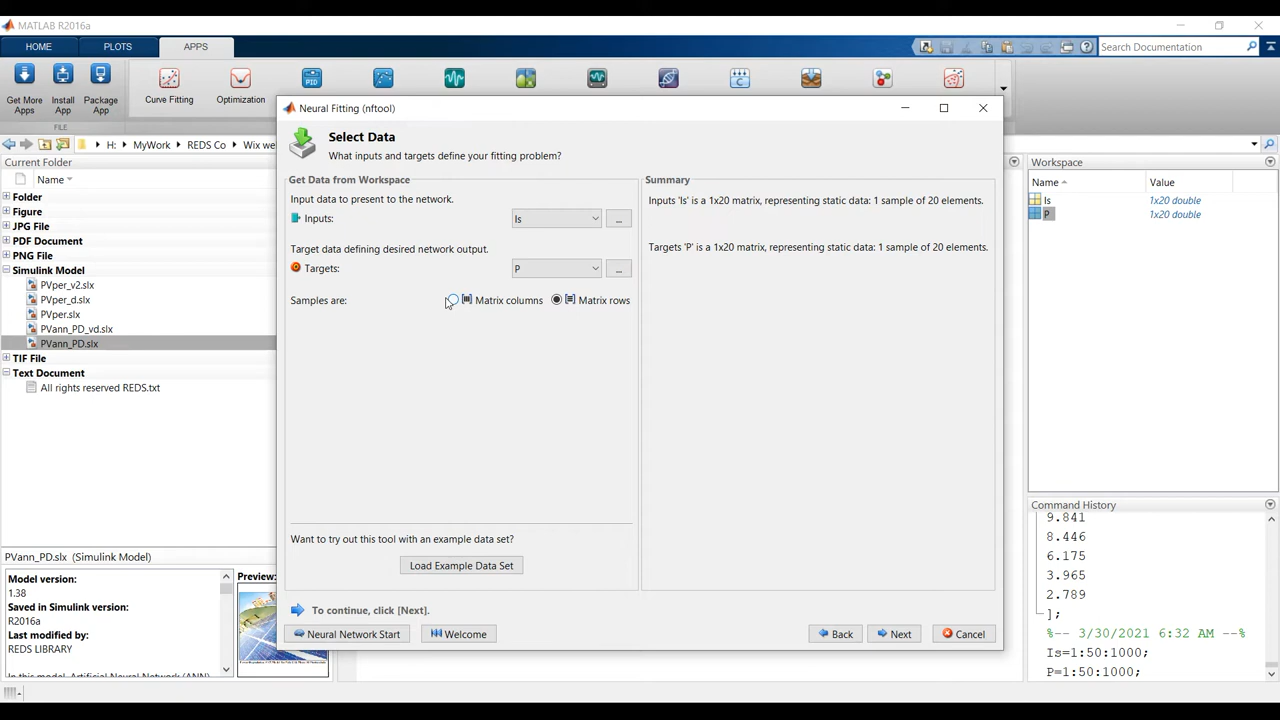 MATLAB R2016a
HOME PLOTS APPS
Search Documentation
Get More Apps
Install App
Package App
PID
Curve Fitting
Optimization
FILE
H: MyWork REDS Co Wix we
Current Folder
Name
Folder
Figure
JPG File
PDF Document
PNG File
Simulink Model
PVper_v2.slx
PVper_d.slx
PVper.slx
PVann_PD_vd.slx
PVann_PD.slx
TIF File
Text Document
All rights reserved REDS.txt
PVann_PD.slx (Simulink Model)
Model version:
1.38
Saved in Simulink version:
R2016a
Last modified by:
REDS LIBRARY
Preview:
Neural Fitting (nftool)
Select Data
What inputs and targets define your fitting problem?
Get Data from Workspace
Input data to present to the network.
Inputs: Is ...
Target data defining desired network output.
Targets: P ...
Samples are: Matrix columns Matrix rows
Want to try out this tool with an example data set?
Load Example Data Set
Summary
Inputs 'Is' is a 1x20 matrix, representing static data: 1 sample of 20 elements.
Targets 'P' is a 1x20 matrix, representing static data: 1 sample of 20 elements.
To continue, click [Next].
Neural Network Start Welcome Back Next Cancel
Workspace
Name Value
Is 1x20 double
P 1x20 double
Command History
9.841
8.446
6.175
3.965
2.789
];
%-- 3/30/2021 6:32 AM --%
Is=1:50:1000;
P=1:50:1000;